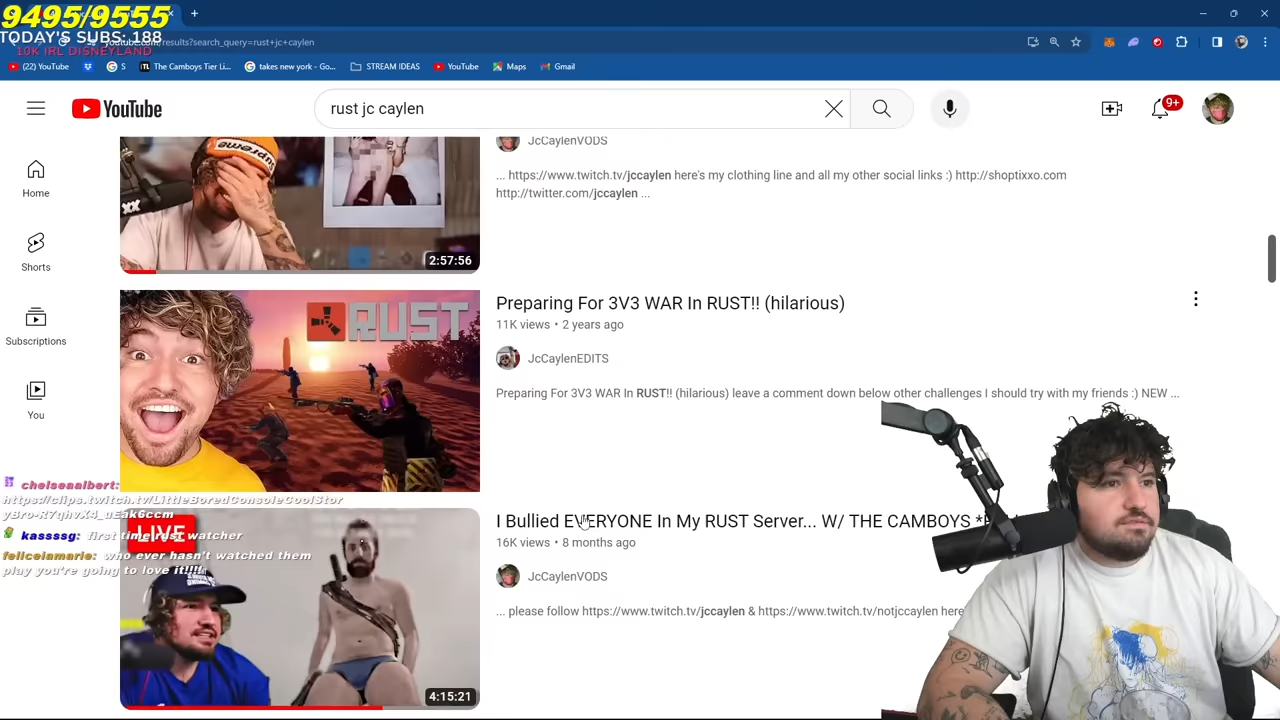 9495/9555
TODAY'S SUBS: 188
10K IRL DISNEYLAND
youtube.com/results?search_query=rust+jc+caylen
(22) YouTube
G S
The Camboys Tier Li...
takes new york - Go...
STREAM IDEAS
YouTube
Maps
Gmail
YouTube
rust jc caylen
9+
Home
Shorts
Subscriptions
You
Supreme
2:57:56
JcCaylenVODS
... https://www.twitch.tv/jccaylen here's my clothing line and all my other social links :) http://shoptixxo.com
http://twitter.com/jccaylen ...
RUST
Preparing For 3V3 WAR In RUST!! (hilarious)
11K views • 2 years ago
JcCaylenEDITS
Preparing For 3V3 WAR In RUST!! (hilarious) leave a comment down below other challenges I should try with my friends :) NEW ...
chelseaalbert:
https://clips.twitch.tv/LittleBoredConsoleCoolStor
yBro-R7qhvX4_uEak6ccm
kassssg: first time rust watcher
feliceiamarie: who ever hasn't watched them
play you're going to love it!!!!
LIVE
4:15:21
I Bullied EVERYONE In My RUST Server... W/ THE CAMBOYS
16K views • 8 months ago
JcCaylenVODS
... please follow https://www.twitch.tv/jccaylen & https://www.twitch.tv/notjccaylen here